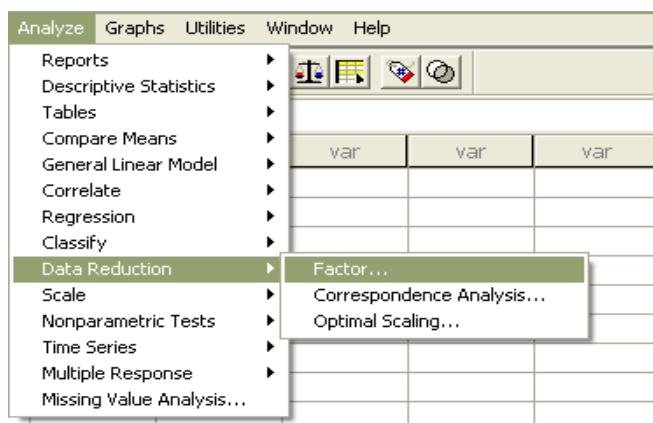 Analyze Graphs Utilities Window Help
Reports
Descriptive Statistics
Tables
Compare Means
var var var
General Linear Model
Correlate
Regression
Classify
Data Reduction
Factor...
Scale
Correspondence Analysis...
Nonparametric Tests
Optimal Scaling...
Time Series
Multiple Response
Missing Value Analysis...